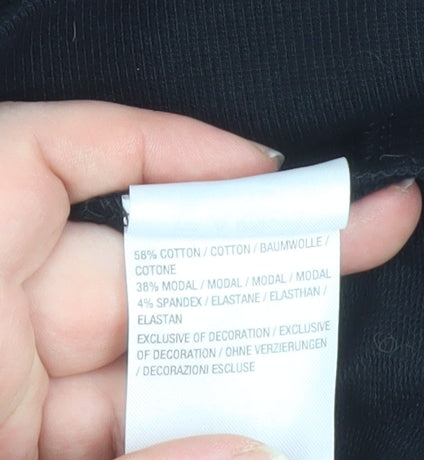 58% COTTON / COTTON / BAUMWOLLE /
COTONE
38% MODAL / MODAL / MODAL / MODAL
4% SPANDEX / ELASTANE / ELASTHAN /
ELASTAN
EXCLUSIVE OF DECORATION / EXCLUSIVE
OF DECORATION / OHNE VERZIERUNGEN
/ DECORAZIONI ESCLUSE